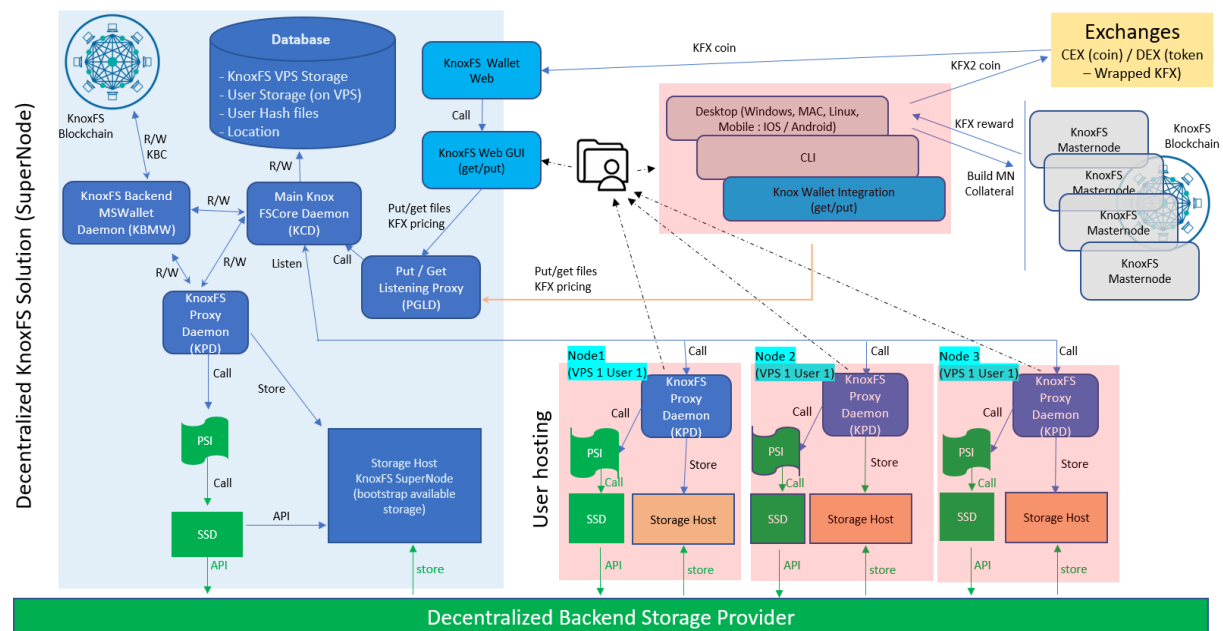 Decentralized KnoxFS Solution (SuperNode)
KnoxFS
Blockchain
R/W
KBC
Database
- KnoxFS VPS Storage
- User Storage (on VPS)
- User Hash files
- Location
R/W
KnoxFS Backend
MSWallet
Daemon (KBMW)
R/W
Main Knox
FSCore Daemon
(KCD)
R/W
R/W
Listen
Call
KnoxFS Wallet
Web
Call
KnoxFS Web GUI
(get/put)
Put/get files
KFX pricing
Put / Get
Listening Proxy
(PGLD)
KnoxFS
Proxy
Daemon
(KPD)
Call
Store
PSI
Call
SSD
API
Storage Host
KnoxFS SuperNode
(bootstrap available
storage)
API
store
KFX coin
KFX2 coin
Exchanges
CEX (coin) / DEX (token
– Wrapped KFX)
Desktop (Windows, MAC, Linux,
Mobile : IOS / Android)
CLI
Knox Wallet Integration
(get/put)
KFX reward
Build MN
Collateral
KnoxFS
Masternode
KnoxFS
Masternode
KnoxFS
Masternode
KnoxFS
Masternode
KnoxFS
Blockchain
Put/get files
KFX pricing
User hosting
Node1
(VPS 1 User 1)
Call
KnoxFS
Proxy
Daemon
(KPD)
Call
PSI
Call
Store
SSD
Storage Host
API
store
Node 2
(VPS 1 User 1)
Call
KnoxFS
Proxy
Daemon
(KPD)
Call
PSI
Call
Store
SSD
Storage Host
API
store
Node 3
(VPS 1 User 1)
Call
KnoxFS
Proxy
Daemon
(KPD)
Call
PSI
Call
Store
SSD
Storage Host
API
store
Decentralized Backend Storage Provider